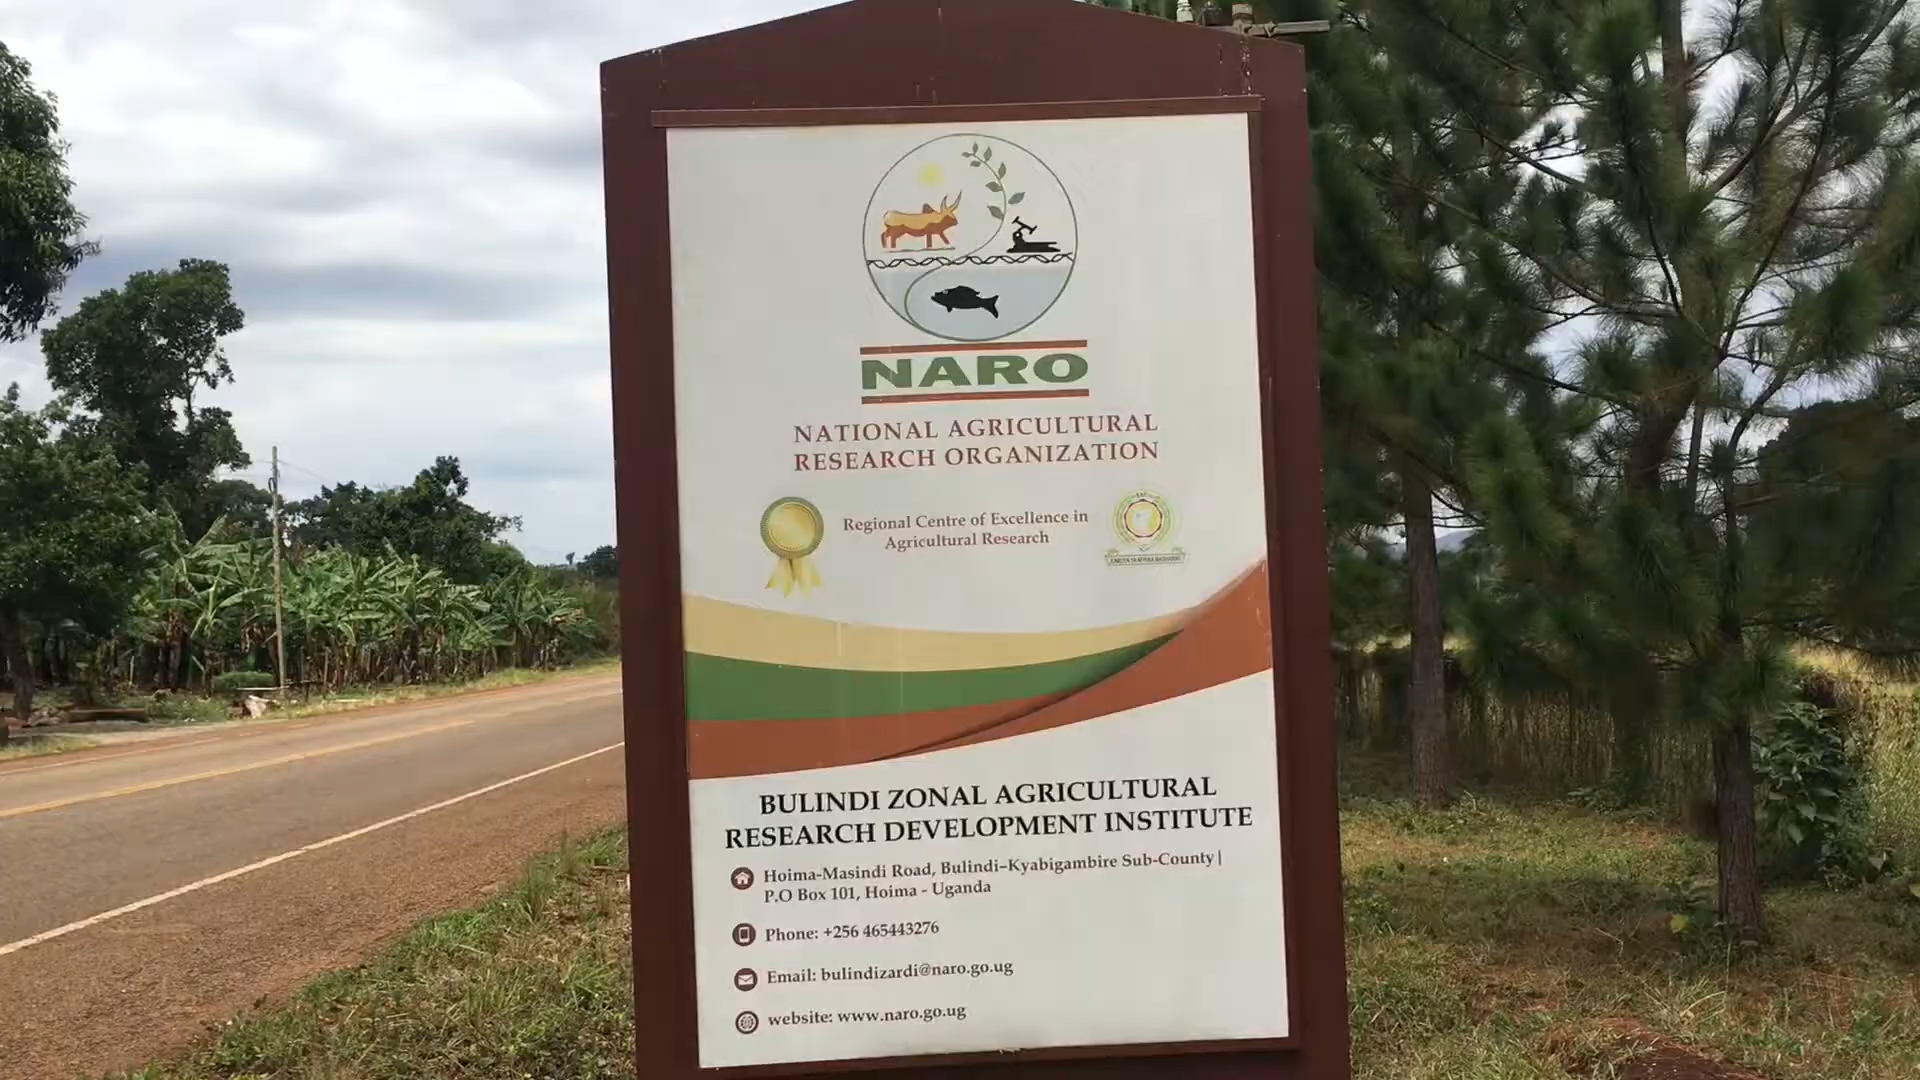 NARO
NATIONAL AGRICULTURAL
RESEARCH ORGANIZATION
Regional Centre of Excellence in
Agricultural Research
BULINDI ZONAL AGRICULTURAL
RESEARCH DEVELOPMENT INSTITUTE
Hoima-Masindi Road, Bulindi–Kyabigambire Sub-County|
P.O Box 101, Hoima - Uganda
Phone: +256 465443276
Email: bulindizardi@naro.go.ug
website: www.naro.go.ug